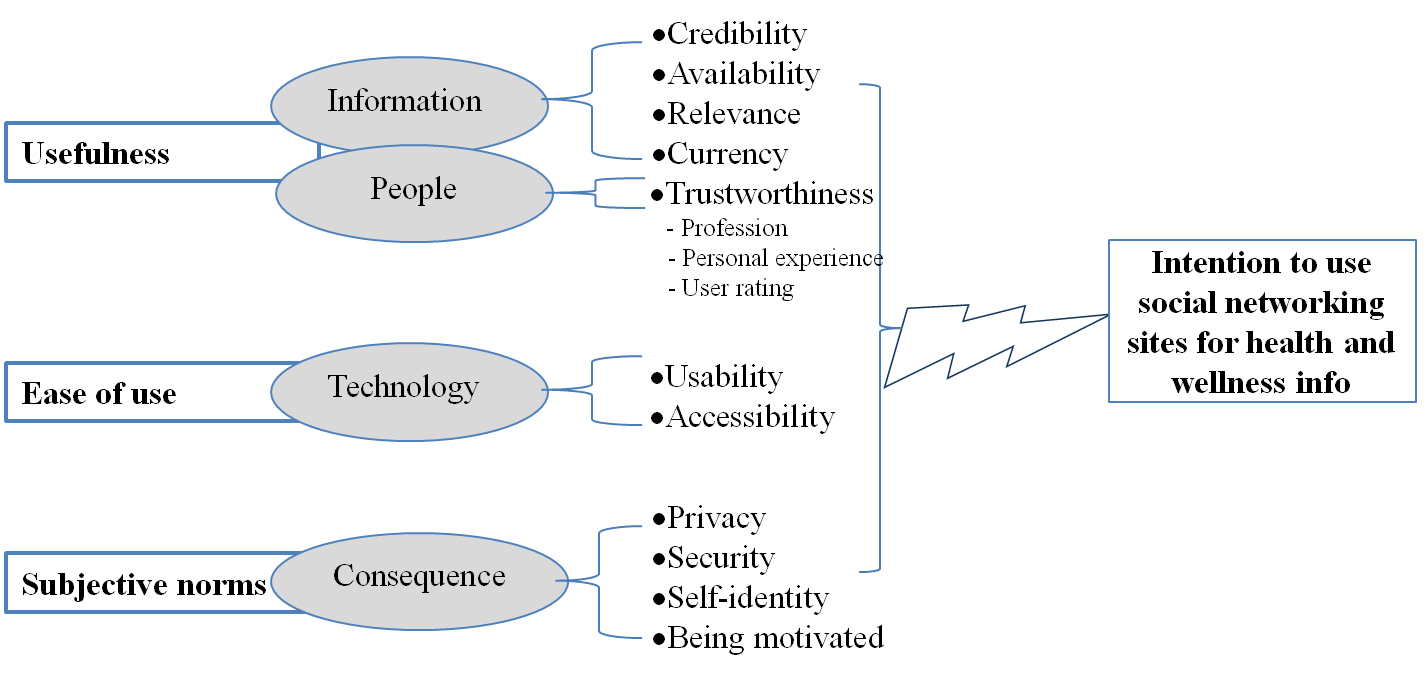 Usefulness
Information
People
•Credibility
•Availability
•Relevance
•Currency
•Trustworthiness
- Profession
- Personal experience
- User rating
Ease of use
Technology
•Usability
•Accessibility
Subjective norms
Consequence
•Privacy
•Security
•Self-identity
•Being motivated
Intention to use
social networking
sites for health and
wellness info